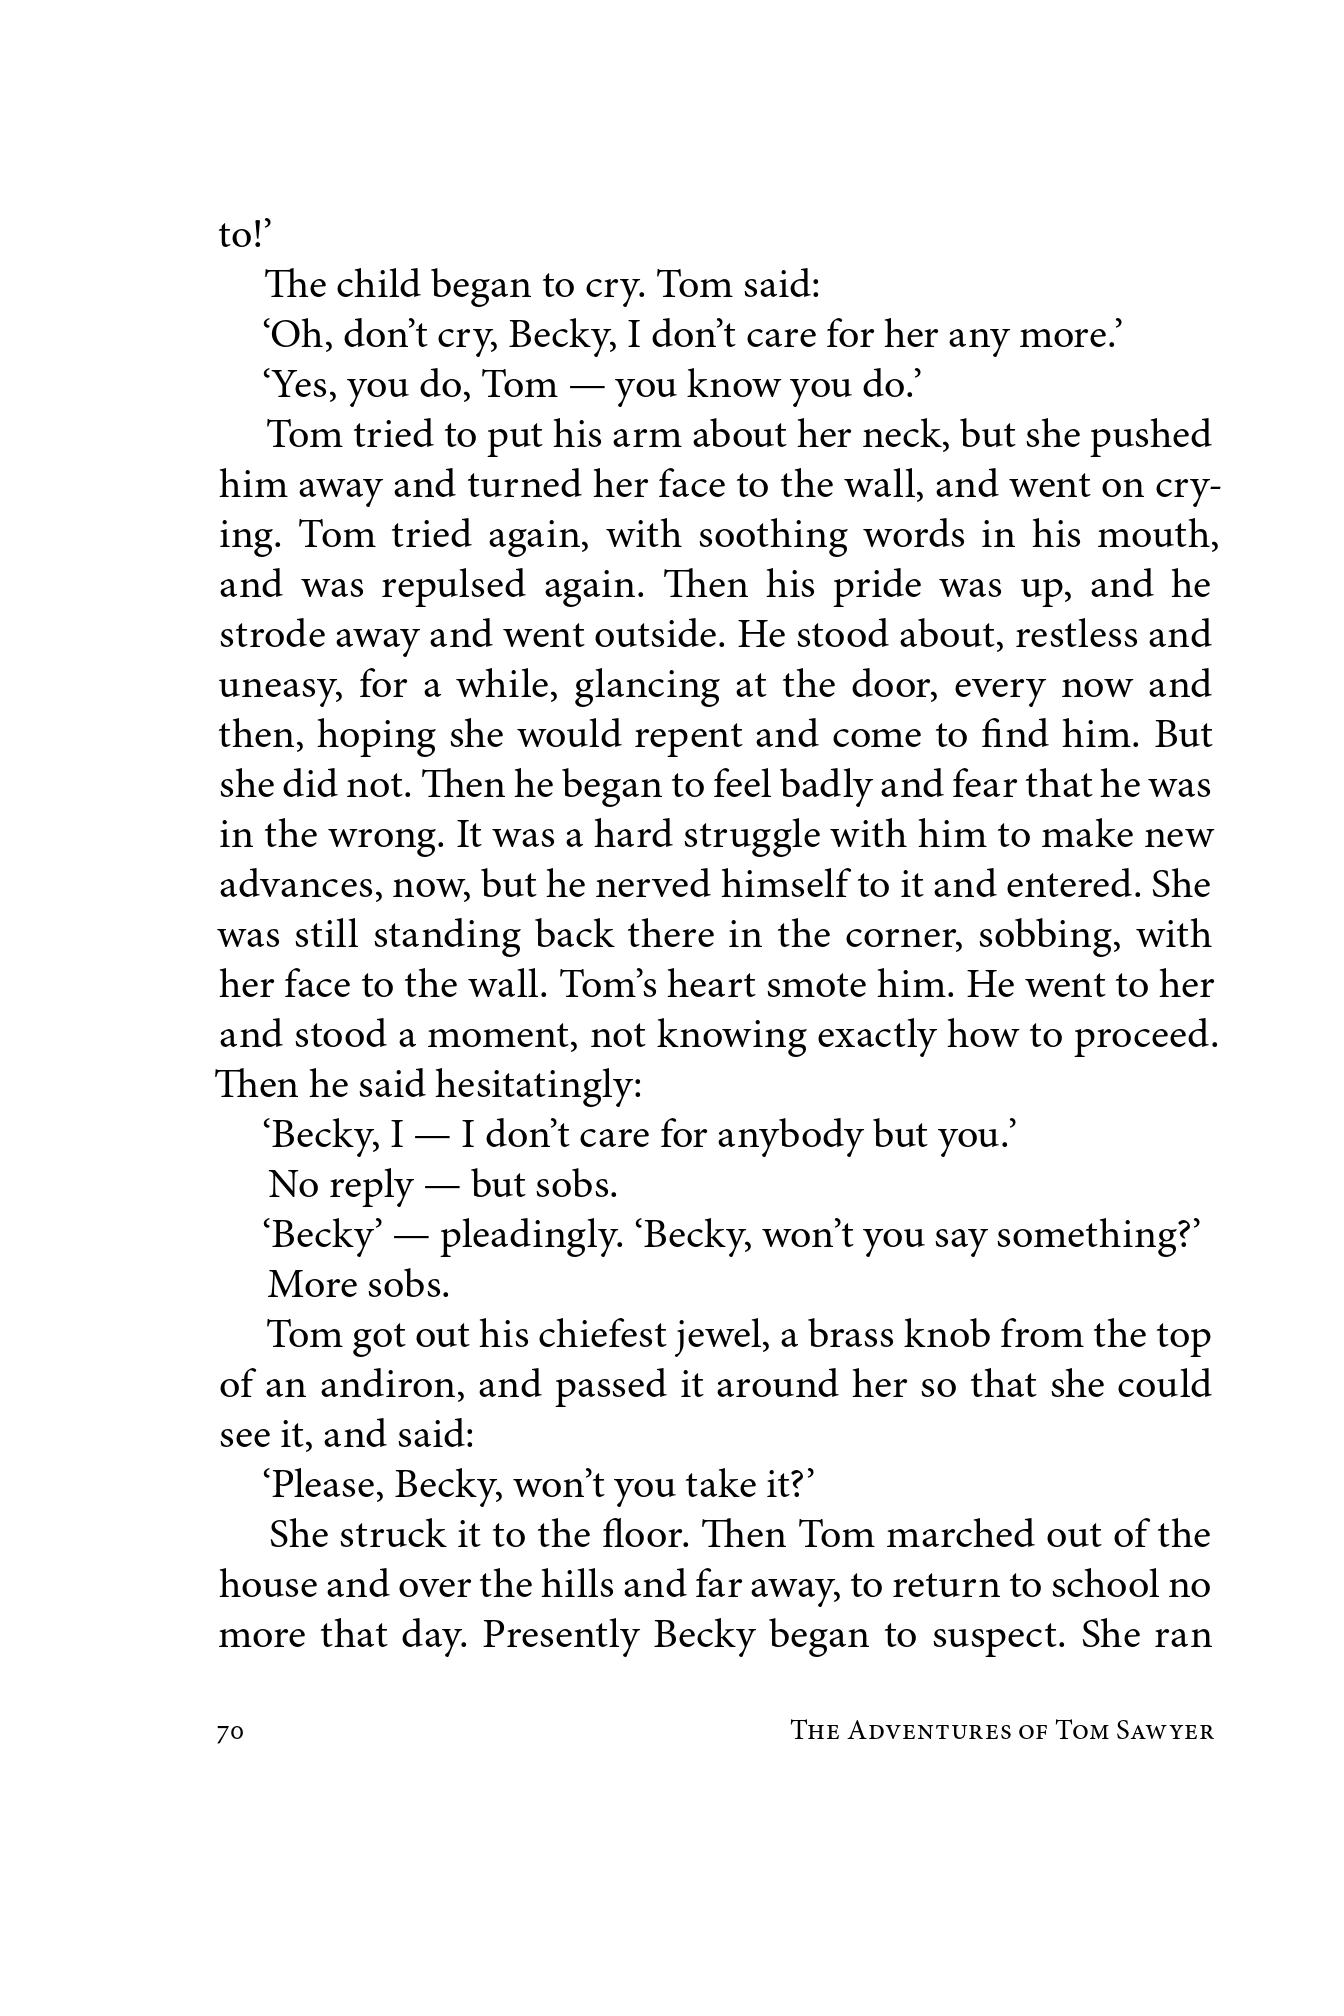 to!’
The child began to cry. Tom said:
‘Oh, don’t cry, Becky, I don’t care for her any more.’
‘Yes, you do, Tom — you know you do.’
Tom tried to put his arm about her neck, but she pushed
him away and turned her face to the wall, and went on cry-
ing. Tom tried again, with soothing words in his mouth,
and was repulsed again. Then his pride was up, and he
strode away and went outside. He stood about, restless and
uneasy, for a while, glancing at the door, every now and
then, hoping she would repent and come to find him. But
she did not. Then he began to feel badly and fear that he was
in the wrong. It was a hard struggle with him to make new
advances, now, but he nerved himself to it and entered. She
was still standing back there in the corner, sobbing, with
her face to the wall. Tom’s heart smote him. He went to her
and stood a moment, not knowing exactly how to proceed.
Then he said hesitatingly:
‘Becky, I — I don’t care for anybody but you.’
No reply — but sobs.
‘Becky’ — pleadingly. ‘Becky, won’t you say something?’
More sobs.
Tom got out his chiefest jewel, a brass knob from the top
of an andiron, and passed it around her so that she could
see it, and said:
‘Please, Becky, won’t you take it?’
She struck it to the floor. Then Tom marched out of the
house and over the hills and far away, to return to school no
more that day. Presently Becky began to suspect. She ran
70 The Adventures of Tom Sawyer